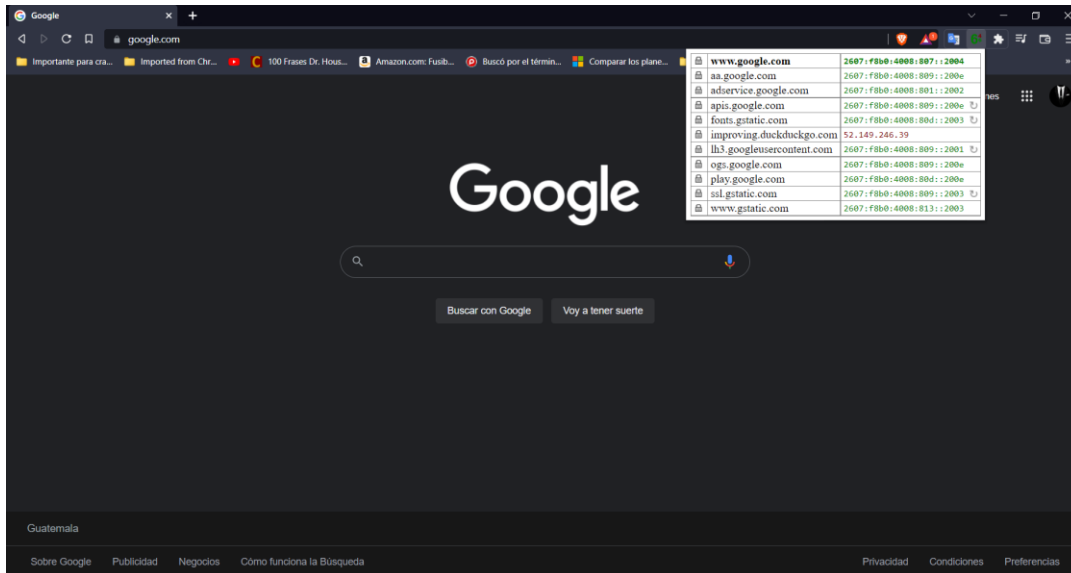 Google
google.com
Importante para cra... Imported from Chr... 100 Frases Dr. Hous... Amazon.com: Fusib... Buscó por el términ... Comparar los plane...
www.google.com 2607:f8b0:4008:807::2004
aa.google.com 2607:f8b0:4008:809::200e
adservice.google.com 2607:f8b0:4008:801::2002
apis.google.com 2607:f8b0:4008:809::200e
fonts.gstatic.com 2607:f8b0:4008:80d::2003
improving.duckduckgo.com 52.149.246.39
lh3.googleusercontent.com 2607:f8b0:4008:809::2001
ogs.google.com 2607:f8b0:4008:809::200e
play.google.com 2607:f8b0:4008:80d::200e
ssl.gstatic.com 2607:f8b0:4008:809::2003
www.gstatic.com 2607:f8b0:4008:813::2003
Google
Buscar con Google Voy a tener suerte
Guatemala
Sobre Google Publicidad Negocios Cómo funciona la Búsqueda Privacidad Condiciones Preferencias